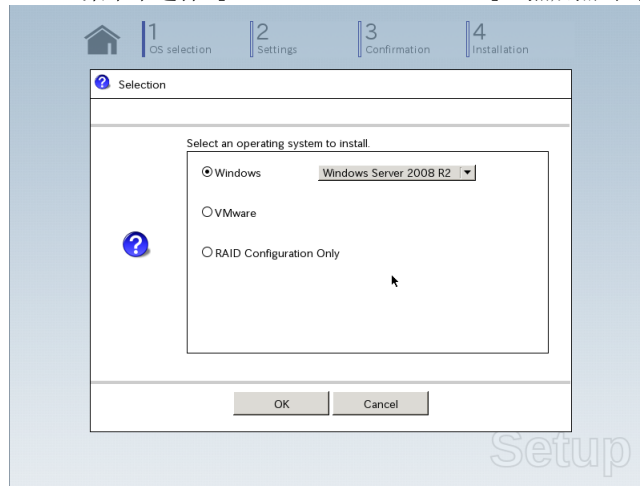 1
OS selection
2
Settings
3
Confirmation
4
Installation
Selection
Select an operating system to install.
Windows
Windows Server 2008 R2
VMware
RAID Configuration Only
OK
Cancel
Setup